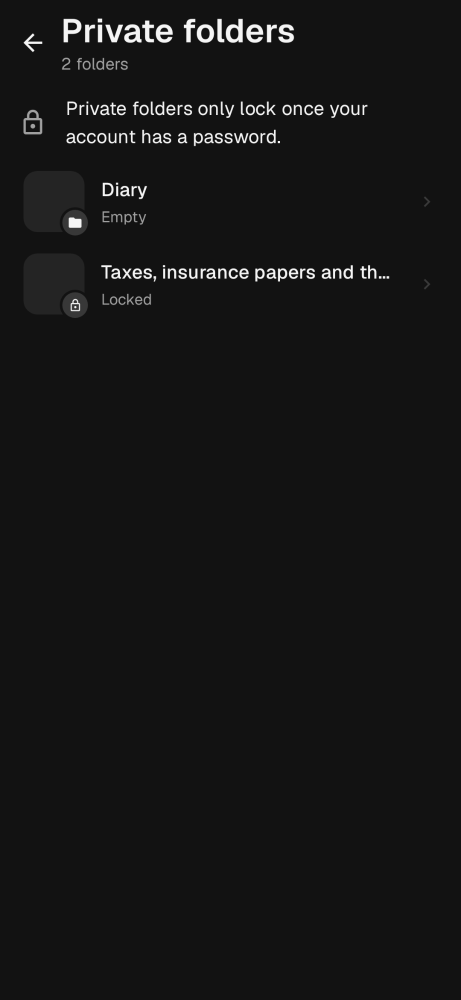 Private folders
2 folders
Private folders only lock once your
account has a password.
Diary
Empty
Taxes, insurance papers and th...
Locked